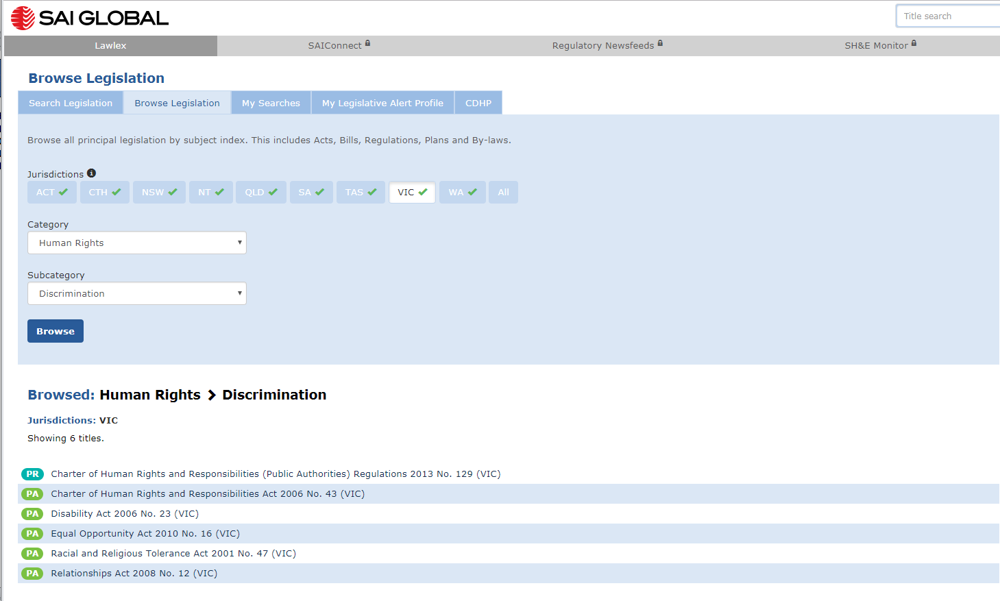 SAI GLOBAL
Title search
Lawlex SAIConnect Regulatory Newsfeeds SH&E Monitor
Browse Legislation
Search Legislation Browse Legislation My Searches My Legislative Alert Profile CDHP
Browse all principal legislation by subject index. This includes Acts, Bills, Regulations, Plans and By-laws.
Jurisdictions
ACT CTH NSW NT QLD SA TAS VIC WA All
Category
Human Rights
Subcategory
Discrimination
Browse
Browsed: Human Rights > Discrimination
Jurisdictions: VIC
Showing 6 titles.
PR Charter of Human Rights and Responsibilities (Public Authorities) Regulations 2013 No. 129 (VIC)
PA Charter of Human Rights and Responsibilities Act 2006 No. 43 (VIC)
PA Disability Act 2006 No. 23 (VIC)
PA Equal Opportunity Act 2010 No. 16 (VIC)
PA Racial and Religious Tolerance Act 2001 No. 47 (VIC)
PA Relationships Act 2008 No. 12 (VIC)